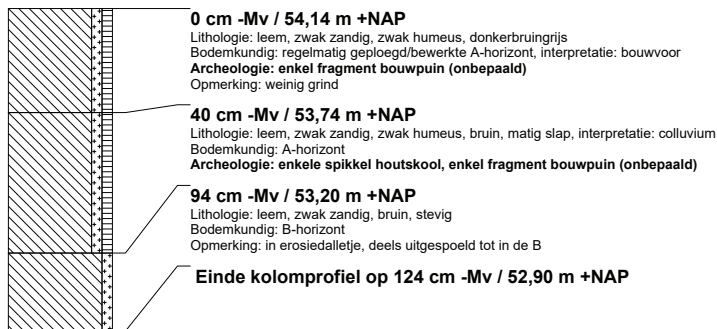 0 cm -Mv / 54,14 m +NAP
Lithologie: leem, zwak zandig, zwak humeus, donkerbruingrijs
Bodemkundig: regelmatig geploegd/bewerkte A-horizont, interpretatie: bouwvoor
Archeologie: enkel fragment bouwpuin (onbepaald)
Opmerking: weinig grind
40 cm -Mv / 53,74 m +NAP
Lithologie: leem, zwak zandig, zwak humeus, bruin, matig slap, interpretatie: colluvium
Bodemkundig: A-horizont
Archeologie: enkele spikkel houtskool, enkel fragment bouwpuin (onbepaald)
94 cm -Mv / 53,20 m +NAP
Lithologie: leem, zwak zandig, bruin, stevig
Bodemkundig: B-horizont
Opmerking: in erosiedalletje, deels uitgespoeld tot in de B
Einde kolomprofiel op 124 cm -Mv / 52,90 m +NAP